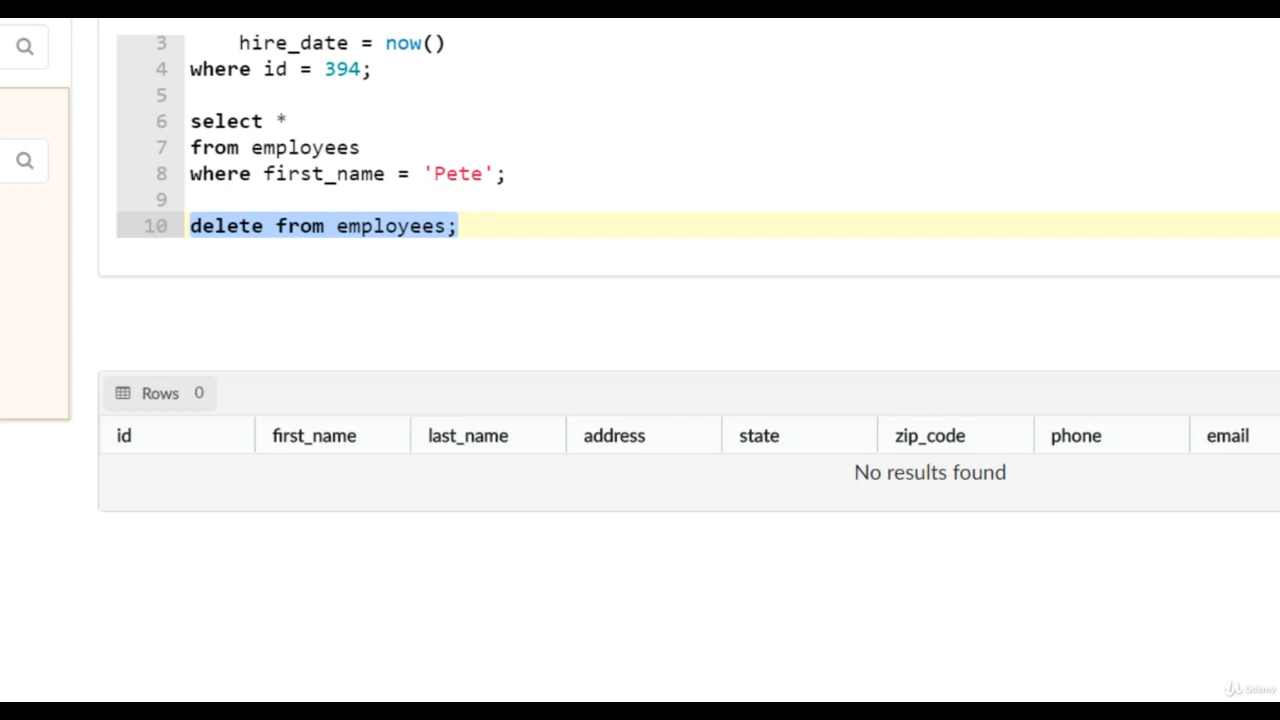 3 hire_date = now()
4 where id = 394;
5
6 select *
7 from employees
8 where first_name = 'Pete';
9
10 delete from employees;
Rows 0
id first_name last_name address state zip_code phone email
No results found
Udemy